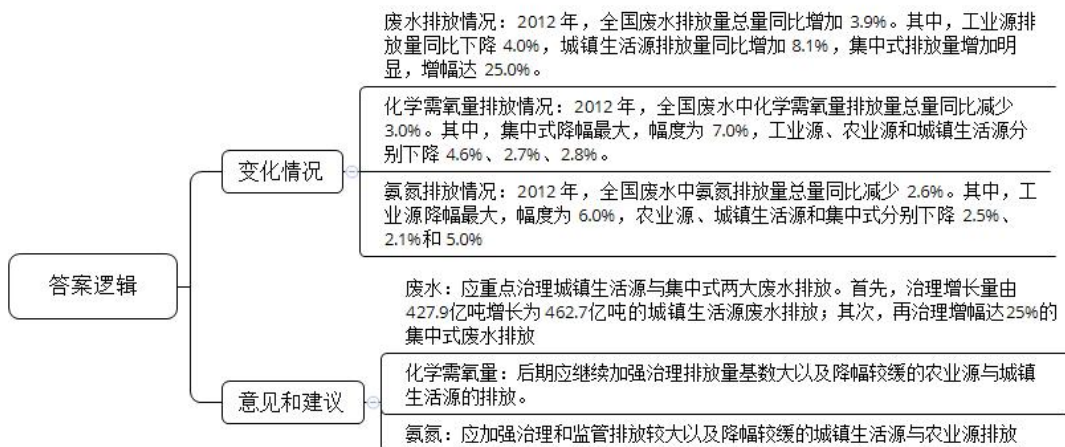 废水排放情况：2012 年，全国废水排放量总量同比增加 3.9%。其中，工业源排
放量同比下降 4.0%，城镇生活源排放量同比增加 8.1%，集中式排放量增加明
显，增幅达 25.0%。
化学需氧量排放情况：2012 年，全国废水中化学需氧量排放量总量同比减少
3.0%。其中，集中式降幅最大，幅度为 7.0%，工业源、农业源和城镇生活源分
别下降 4.6%、2.7%、2.8%。
变化情况
氨氮排放情况：2012 年，全国废水中氨氮排放量总量同比减少 2.6%。其中，工
业源降幅最大，幅度为 6.0%，农业源、城镇生活源和集中式分别下降 2.5%、
2.1%和 5.0%
答案逻辑
废水：应重点治理城镇生活源与集中式两大废水排放。首先，治理增长量由
427.9亿吨增长为 462.7亿吨的城镇生活源废水排放；其次，再治理增幅达25%的
集中式废水排放
化学需氧量：后期应继续加强治理排放量基数大以及降幅较缓的农业源与城镇
生活源的排放。
意见和建议
氨氮：应加强治理和监管排放较大以及降幅较缓的城镇生活源与农业源排放